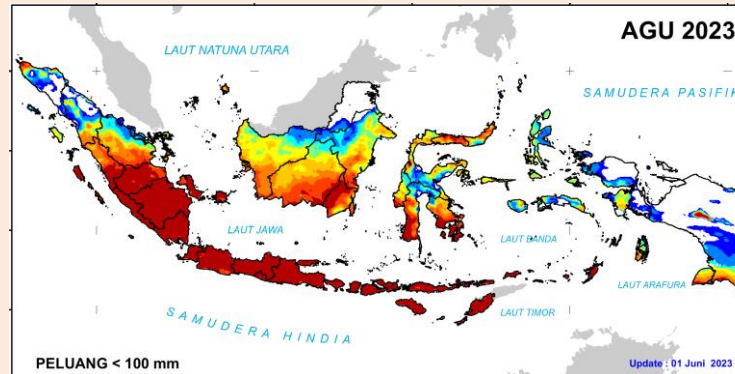 AGU 2023
LAUT NATUNA UTARA
SAMUDERA PASIFIK
LAUT JAWA
LAUT BANDA
LAUT ARAFURA
SAMUDERA HINDIA
LAUT TIMOR
PELUANG < 100 mm
Update : 01 Juni 2023